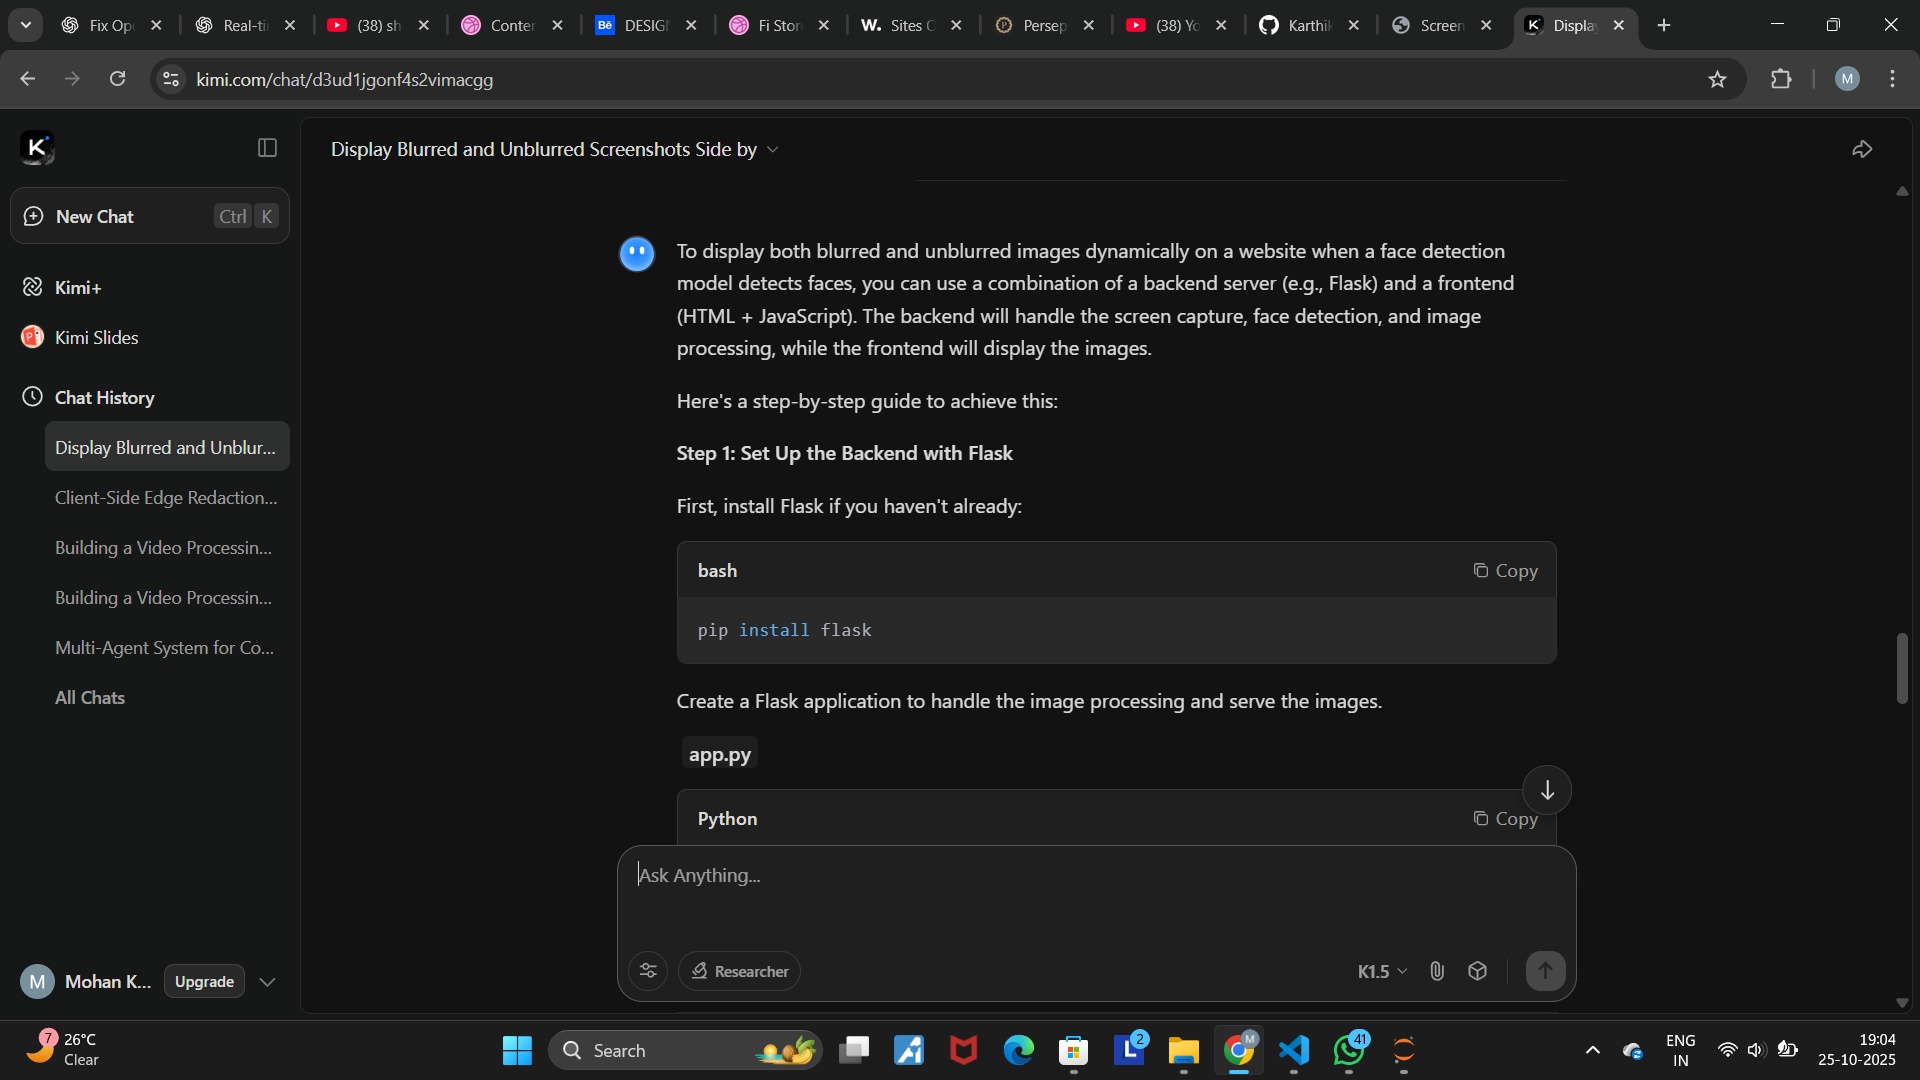 Fix Op
Real-ti
(38) sh
Conter
Bē
DESIGN
Fi Stor
W.
Sites C
Persep
(38) Yo
Karthik
Screen
K
Display
kimi.com/chat/d3ud1jgonf4s2vimacgg
M
K
Display Blurred and Unblurred Screenshots Side by
New Chat
Ctrl K
Kimi+
Kimi Slides
Chat History
Display Blurred and Unblur...
Client-Side Edge Redaction...
Building a Video Processin...
Building a Video Processin...
Multi-Agent System for Co...
All Chats
To display both blurred and unblurred images dynamically on a website when a face detection
model detects faces, you can use a combination of a backend server (e.g., Flask) and a frontend
(HTML + JavaScript). The backend will handle the screen capture, face detection, and image
processing, while the frontend will display the images.
Here's a step-by-step guide to achieve this:
Step 1: Set Up the Backend with Flask
First, install Flask if you haven't already:
bash
Copy
pip install flask
Create a Flask application to handle the image processing and serve the images.
app.py
Python
Copy
Ask Anything...
Researcher
K1.5
M
Mohan K...
Upgrade
7
26°C
Clear
Search
L
2
M
41
ENG
IN
19:04
25-10-2025